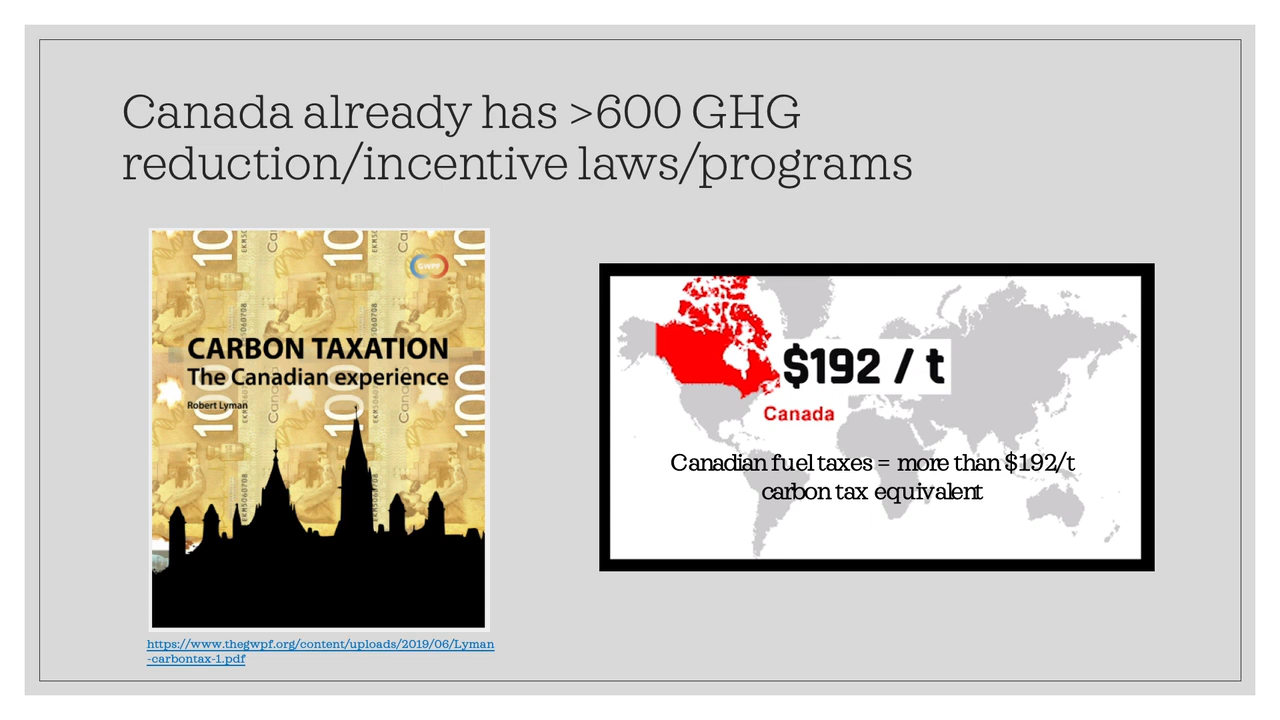 Canada already has >600 GHG
reduction/incentive laws/programs
GWPF
CARBON TAXATION
The Canadian experience
Robert Lyman
https://www.thegwpf.org/content/uploads/2019/06/Lyman
-carbontax-1.pdf
$192 / t
Canada
Canadian fuel taxes = more than $192/t
carbon tax equivalent